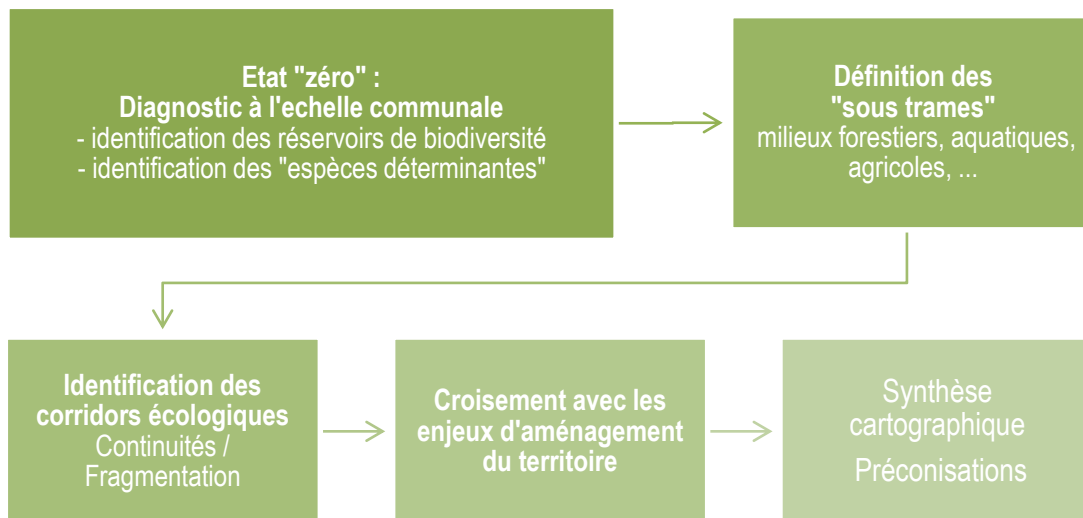 Etat "zéro" :
Diagnostic à l'echelle communale
- identification des réservoirs de biodiversité
- identification des "espèces déterminantes"
Définition des
"sous trames"
milieux forestiers, aquatiques,
agricoles, ...
Identification des
corridors écologiques
Continuités /
Fragmentation
Croisement avec les
enjeux d'aménagement
du territoire
Synthèse
cartographique
Préconisations